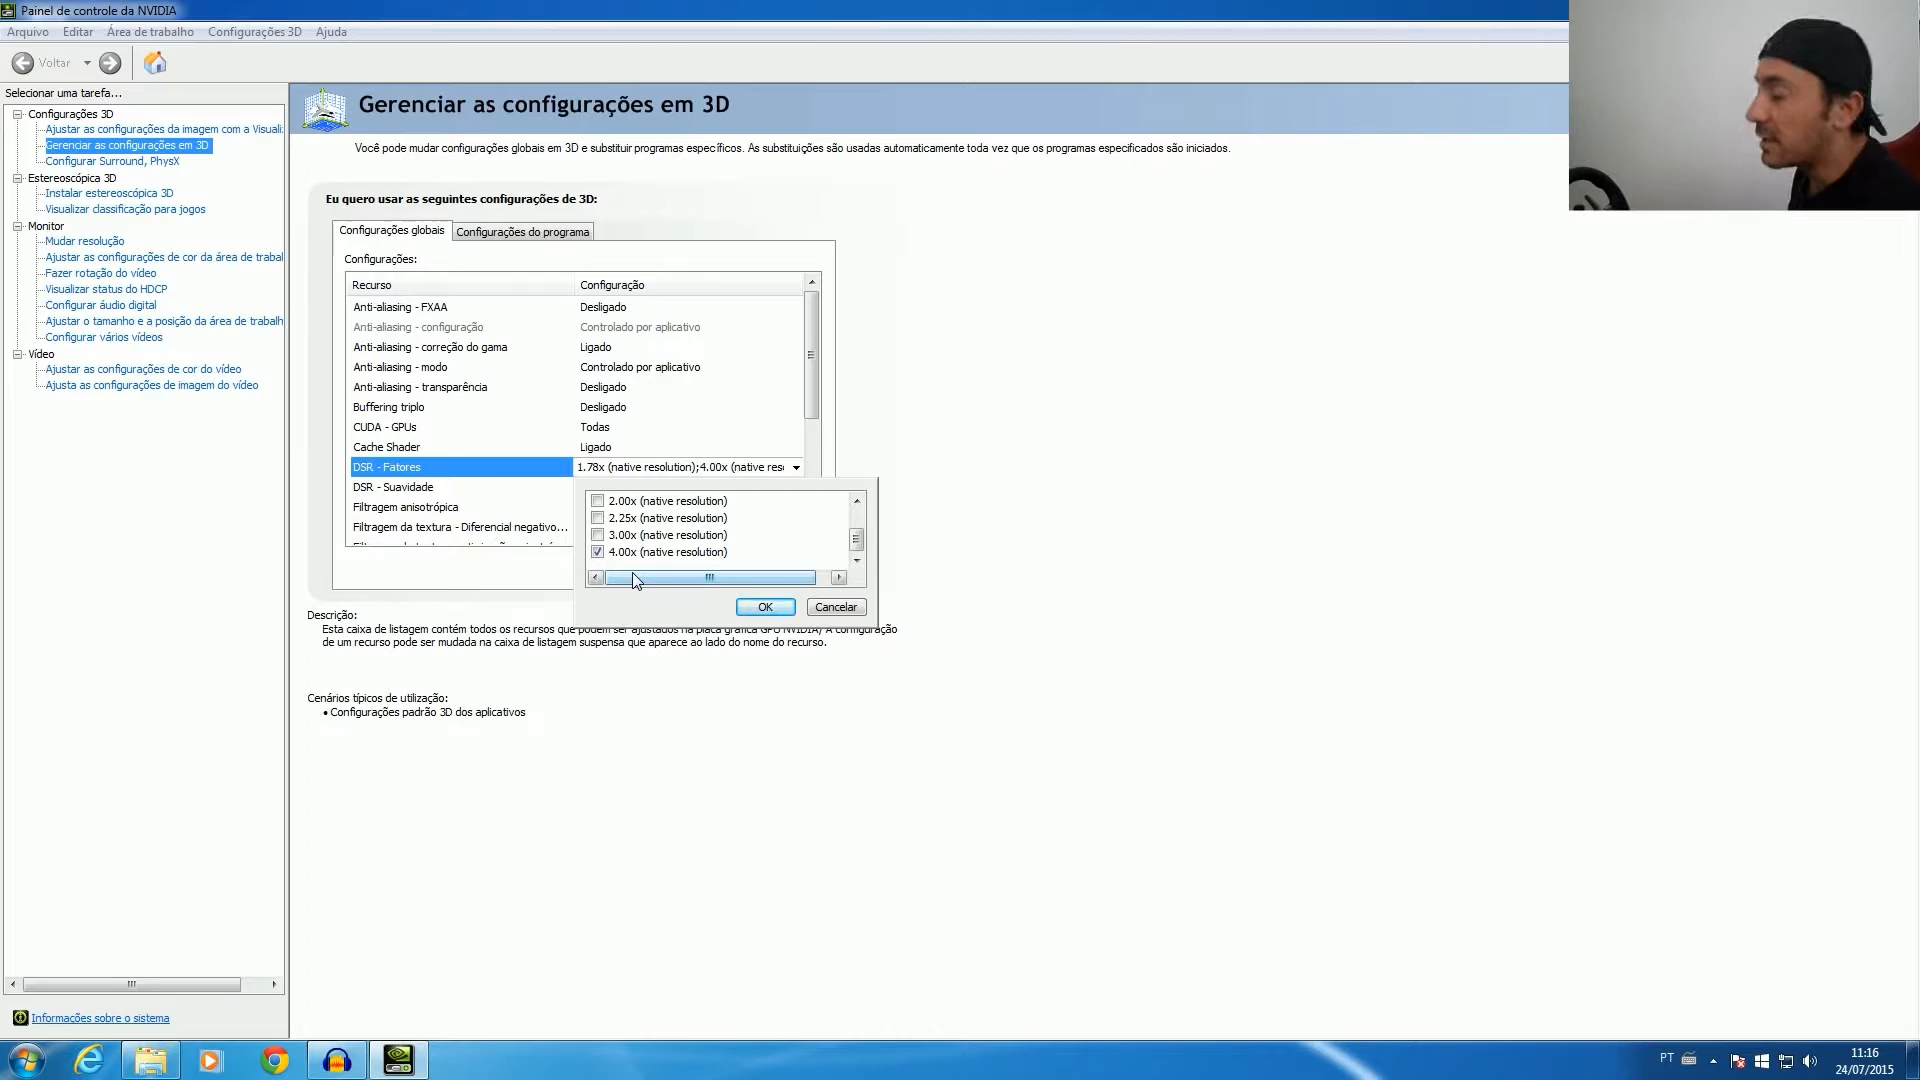 Painel de controle da NVIDIA
Arquivo Editar Área de trabalho Configurações 3D Ajuda
Voltar
Selecionar uma tarefa...
Configurações 3D
Ajustar as configurações da imagem com a Visuali
Gerenciar as configurações em 3D
Configurar Surround, PhysX
Estereoscópica 3D
Instalar estereoscópica 3D
Visualizar classificação para jogos
Monitor
Mudar resolução
Ajustar as configurações de cor da área de trabal
Fazer rotação do vídeo
Visualizar status do HDCP
Configurar áudio digital
Ajustar o tamanho e a posição da área de trabalh
Configurar vários vídeos
Vídeo
Ajustar as configurações de cor do vídeo
Ajusta as configurações de imagem do vídeo
Informações sobre o sistema
Gerenciar as configurações em 3D
Você pode mudar configurações globais em 3D e substituir programas específicos. As substituições são usadas automaticamente toda vez que os programas especificados são iniciados.
Eu quero usar as seguintes configurações de 3D:
Configurações globais Configurações do programa
Configurações:
Recurso Configuração
Anti-aliasing - FXAA Desligado
Anti-aliasing - configuração Controlado por aplicativo
Anti-aliasing - correção do gama Ligado
Anti-aliasing - modo Controlado por aplicativo
Anti-aliasing - transparência Desligado
Buffering triplo Desligado
CUDA - GPUs Todas
Cache Shader Ligado
DSR - Fatores 1.78x (native resolution);4.00x (native res
DSR - Suavidade
Filtragem anisotrópica
Filtragem da textura - Diferencial negativo...
2.00x (native resolution)
2.25x (native resolution)
3.00x (native resolution)
4.00x (native resolution)
OK Cancelar
Descrição:
Esta caixa de listagem contém todos os recursos que podem ser ajustados na placa gráfica GPU NVIDIA/ A configuração
de um recurso pode ser mudada na caixa de listagem suspensa que aparece ao lado do nome do recurso.
Cenários típicos de utilização:
• Configurações padrão 3D dos aplicativos
PT
11:16
24/07/2015